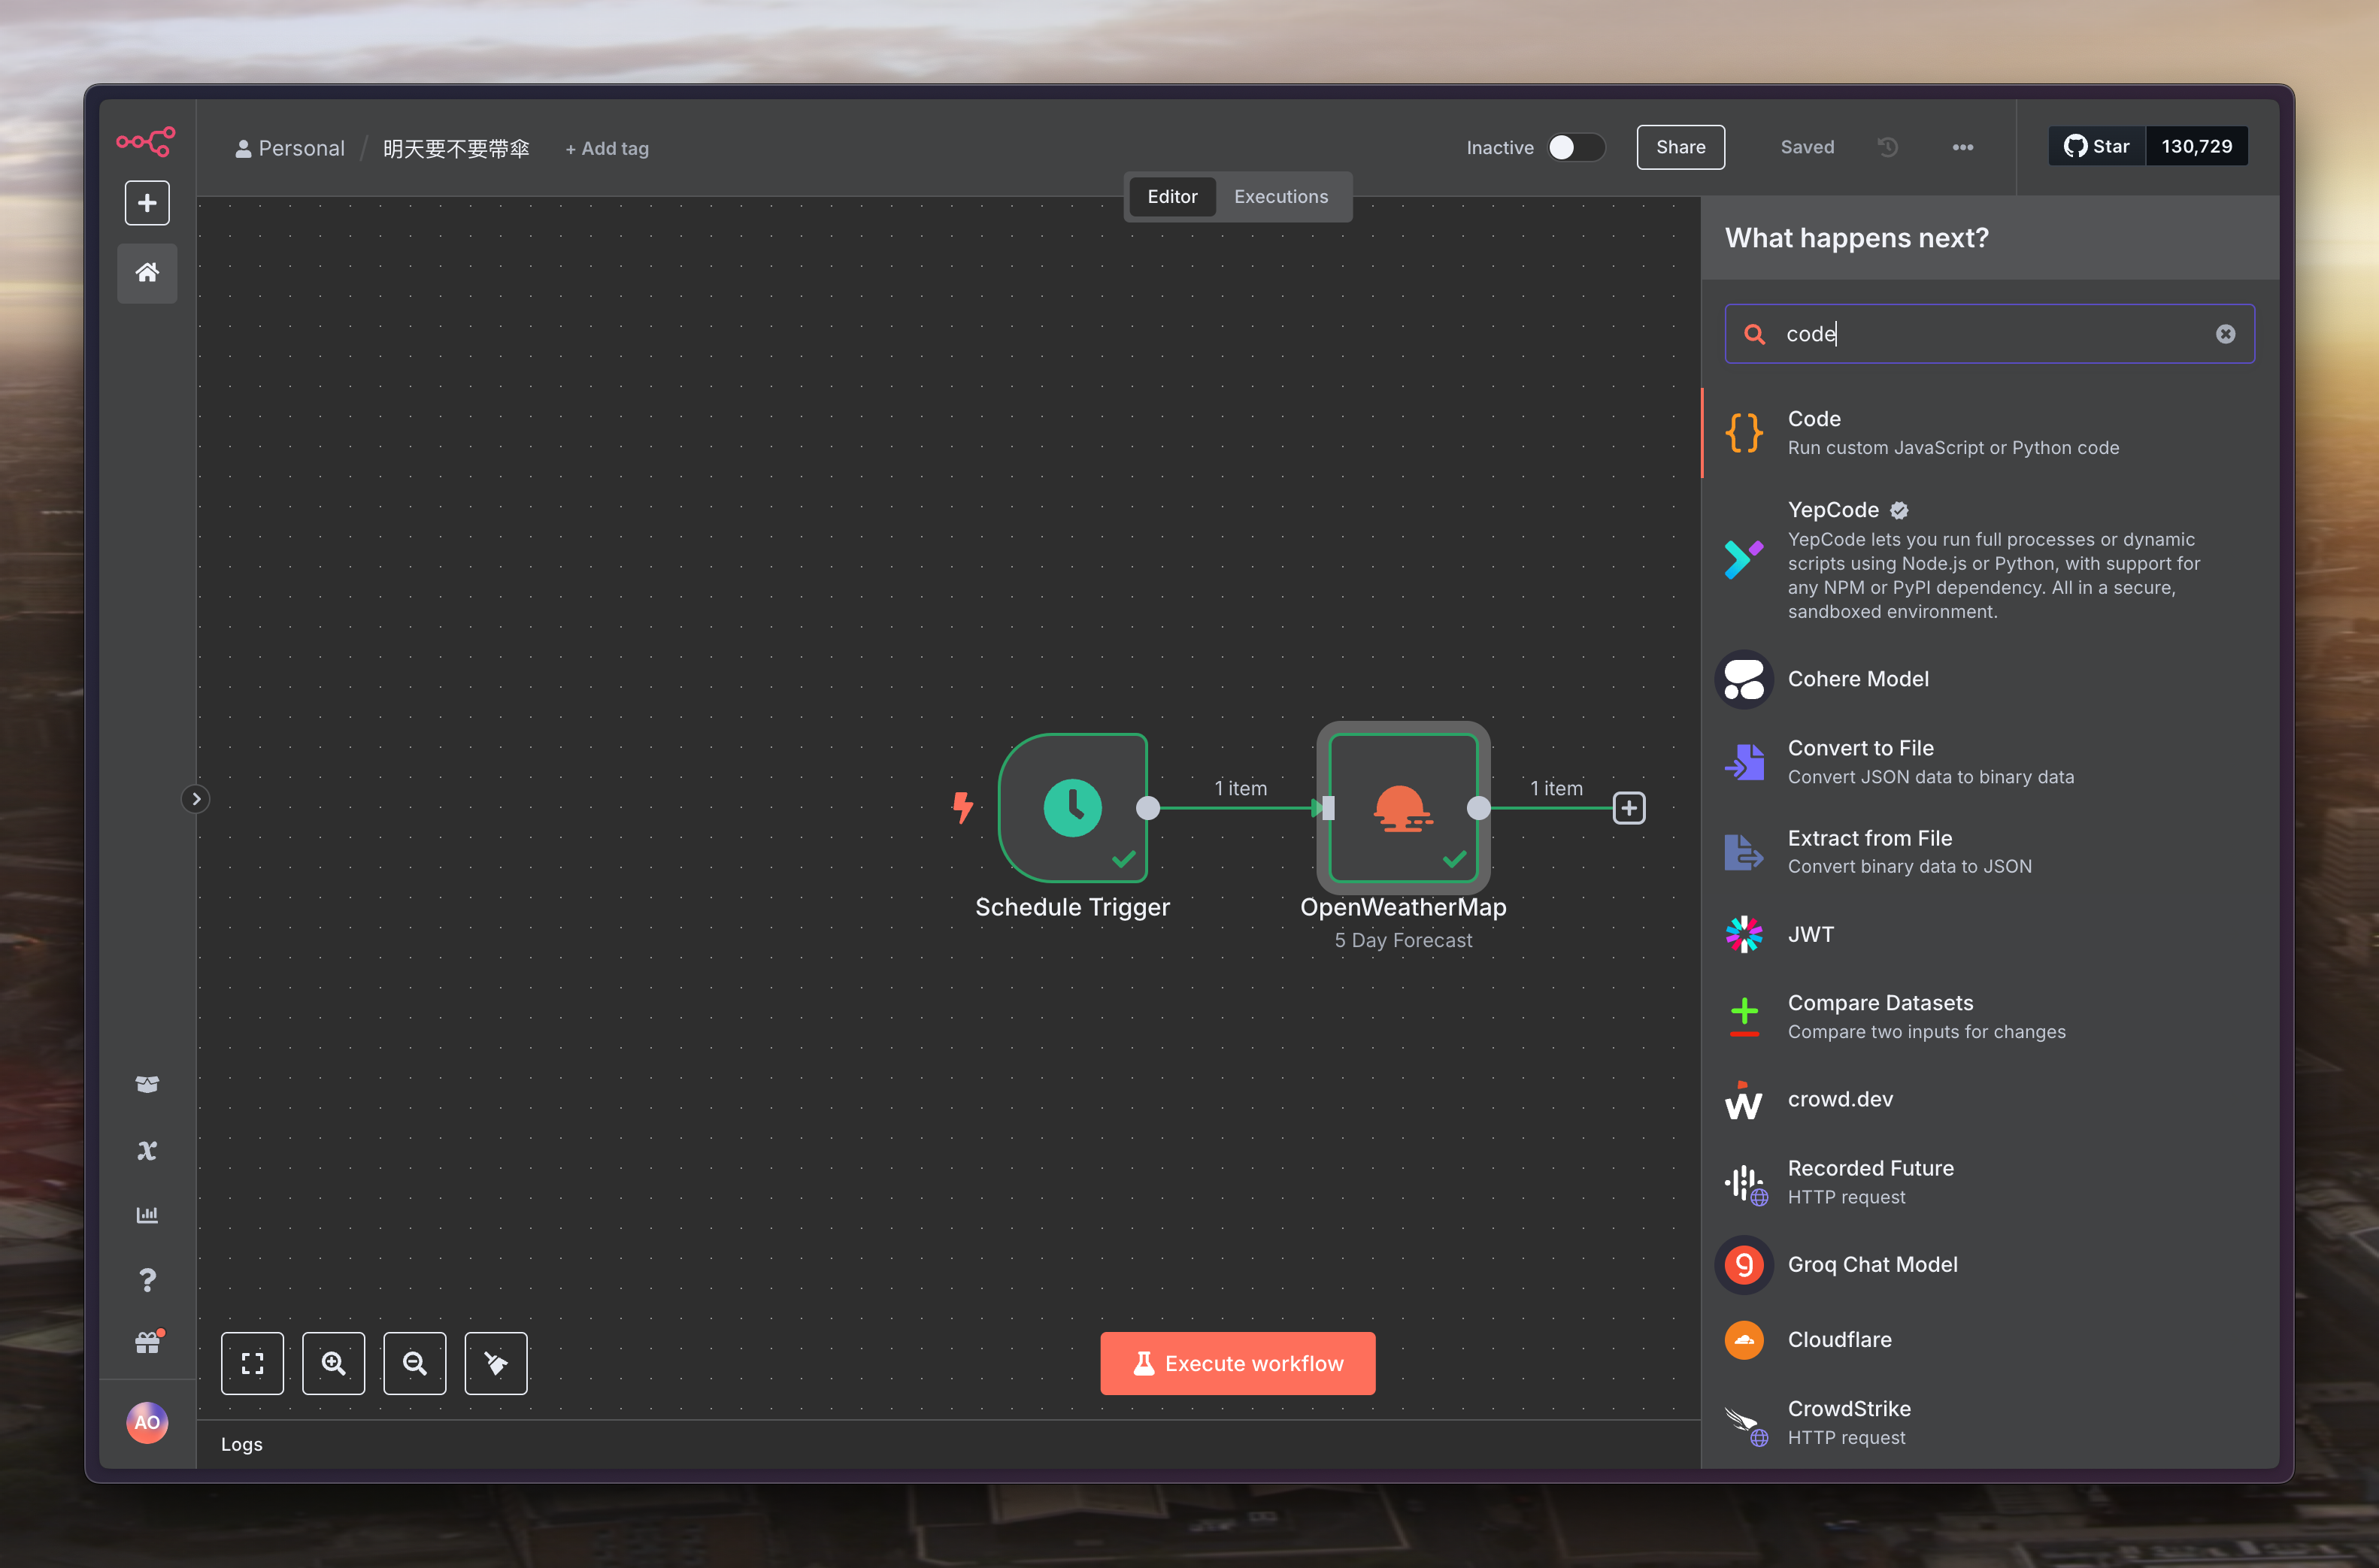 Personal / 明天要不要帶傘 + Add tag
Inactive
Share
Saved
Star 130,729
Editor Executions
What happens next?
code
Code
Run custom JavaScript or Python code
YepCode
YepCode lets you run full processes or dynamic
scripts using Node.js or Python, with support for
any NPM or PyPI dependency. All in a secure,
sandboxed environment.
Cohere Model
Convert to File
Convert JSON data to binary data
Extract from File
Convert binary data to JSON
JWT
Compare Datasets
Compare two inputs for changes
crowd.dev
Recorded Future
HTTP request
Groq Chat Model
Cloudflare
CrowdStrike
HTTP request
1 item
1 item
Schedule Trigger
OpenWeatherMap
5 Day Forecast
Execute workflow
AO
Logs